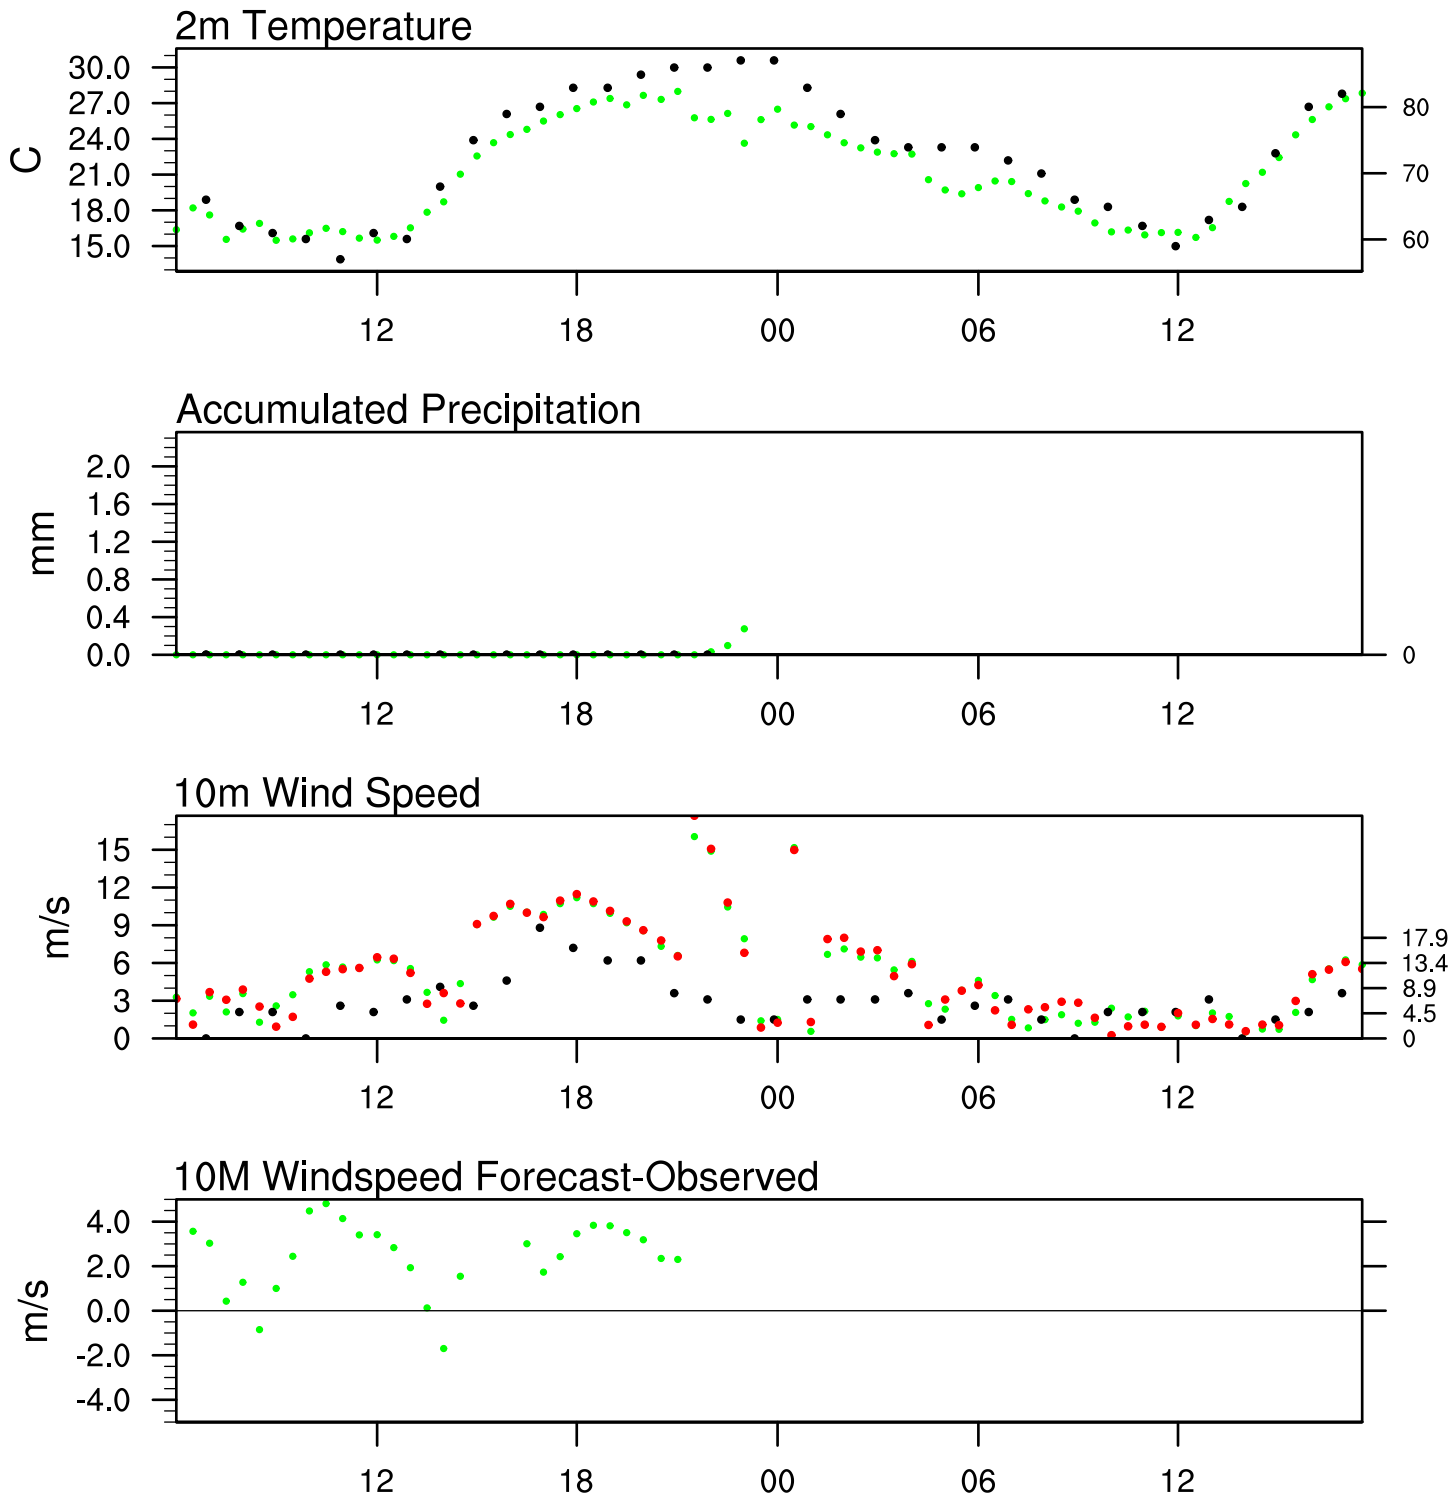 2m Temperature
30.0
27.0
24.0
21.0
18.0
15.0
C
80
70
60
12 18 00 06 12
Accumulated Precipitation
2.0
1.6
1.2
0.8
0.4
0.0
mm
0
12 18 00 06 12
10m Wind Speed
15
12
9
6
3
0
m/s
17.9
13.4
8.9
4.5
0
12 18 00 06 12
10M Windspeed Forecast-Observed
4.0
2.0
0.0
-2.0
-4.0
m/s
12 18 00 06 12